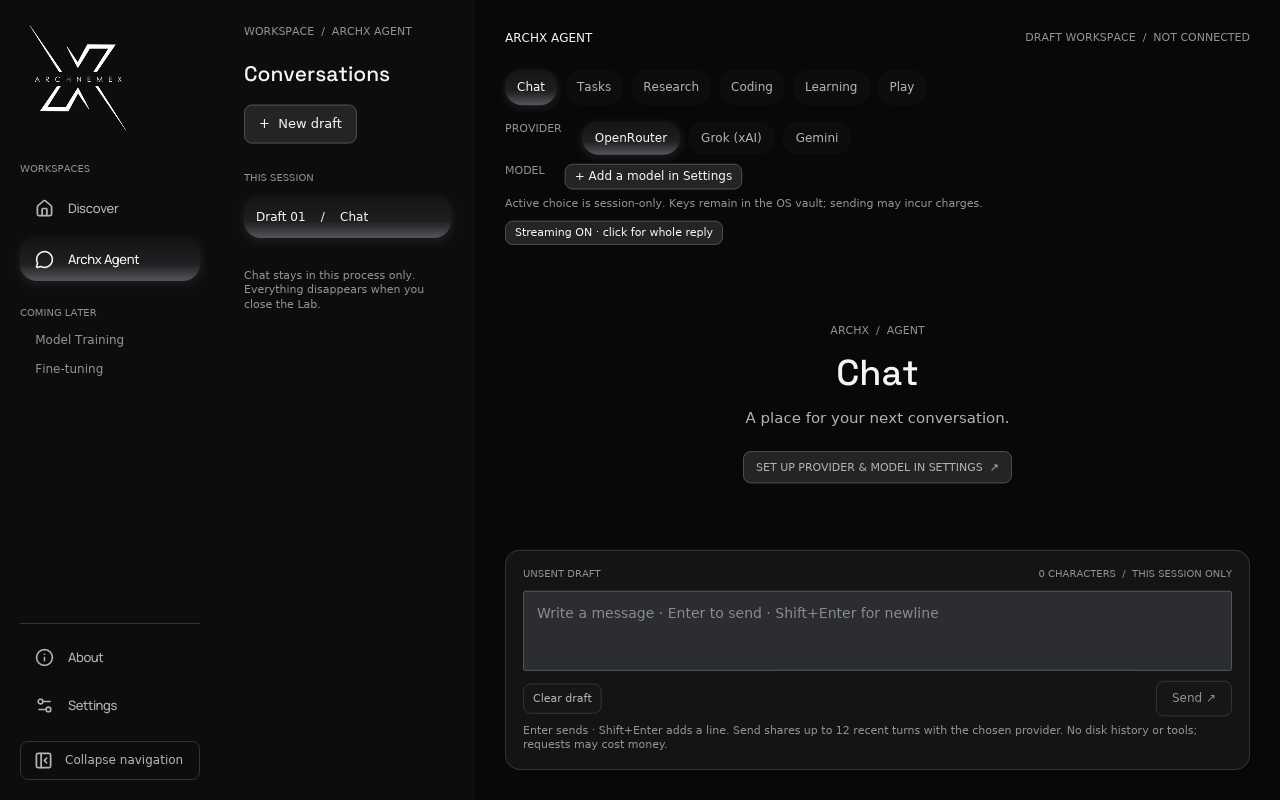 ARCHNEMEX
WORKSPACES
Discover
Archx Agent
COMING LATER
Model Training
Fine-tuning
About
Settings
Collapse navigation
WORKSPACE / ARCHX AGENT
Conversations
+ New draft
THIS SESSION
Draft 01 / Chat
Chat stays in this process only.
Everything disappears when you
close the Lab.
ARCHX AGENT
DRAFT WORKSPACE / NOT CONNECTED
Chat Tasks Research Coding Learning Play
PROVIDER OpenRouter Grok (xAI) Gemini
MODEL + Add a model in Settings
Active choice is session-only. Keys remain in the OS vault; sending may incur charges.
Streaming ON · click for whole reply
ARCHX / AGENT
Chat
A place for your next conversation.
SET UP PROVIDER & MODEL IN SETTINGS ↗
UNSENT DRAFT
0 CHARACTERS / THIS SESSION ONLY
Write a message · Enter to send · Shift+Enter for newline
Clear draft
Send ↗
Enter sends · Shift+Enter adds a line. Send shares up to 12 recent turns with the chosen provider. No disk history or tools;
requests may cost money.